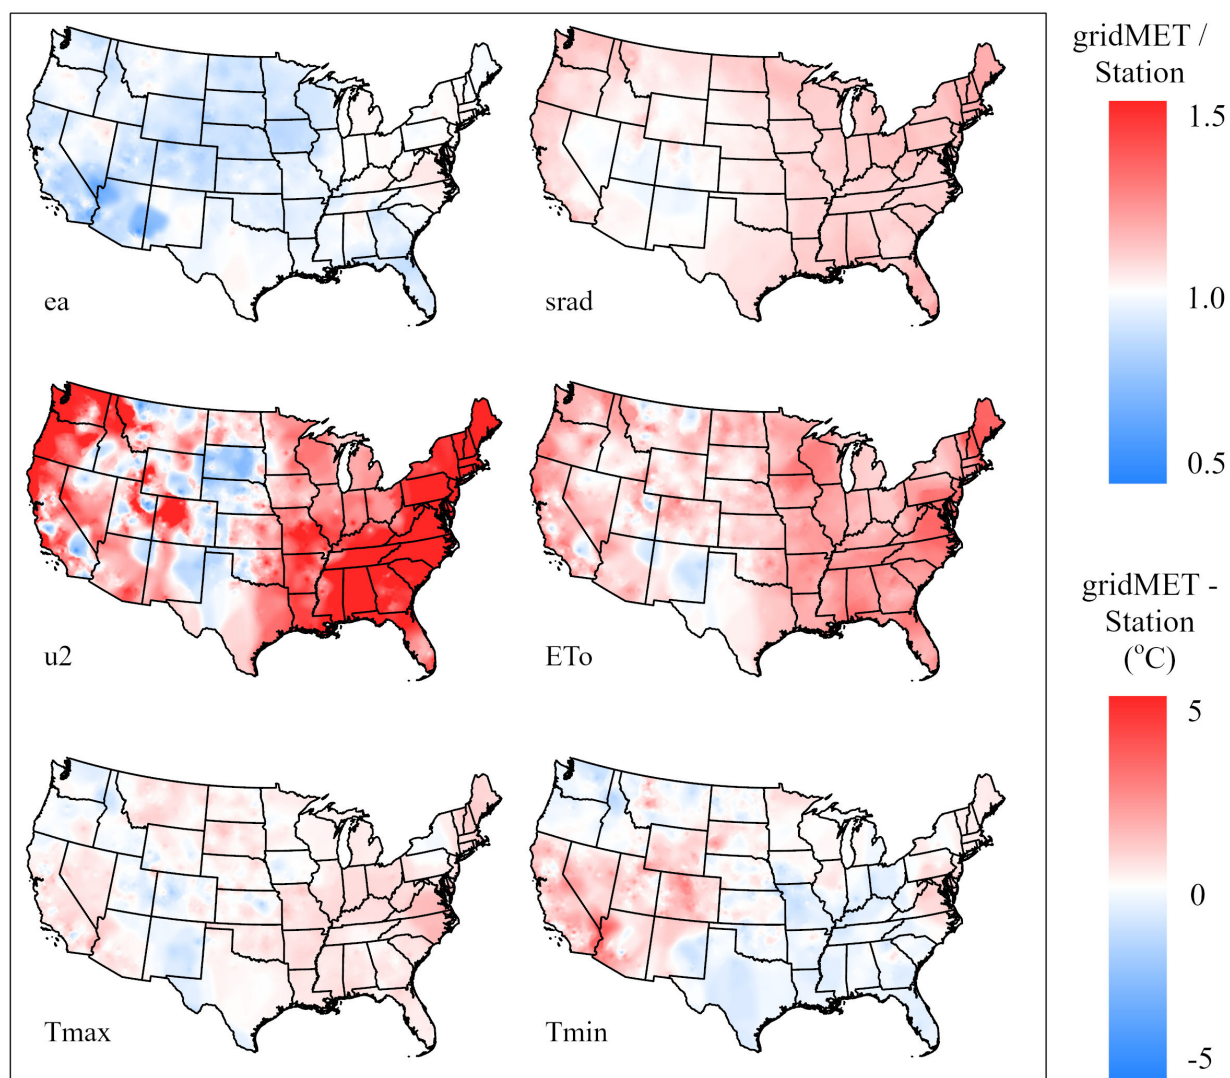 gridMET /
Station
1.5
1.0
0.5
ea
srad
u2
ETo
gridMET -
Station
(°C)
5
0
-5
Tmax
Tmin